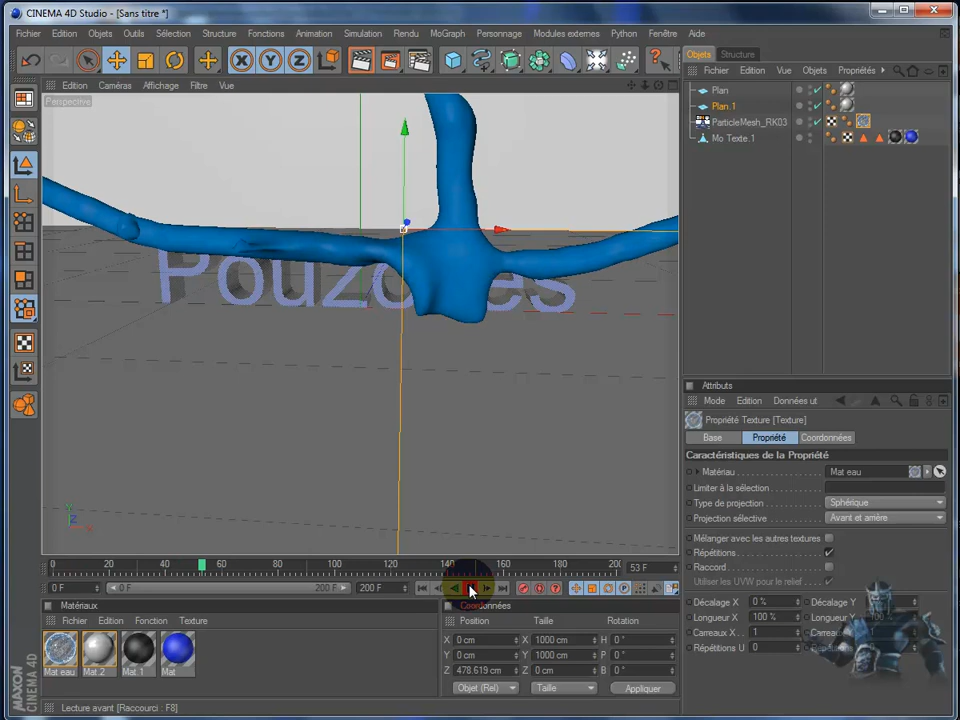 CINEMA 4D Studio - [Sans titre *]
Fichier Edition Objets Outils Sélection Structure Fonctions Animation Simulation Rendu MoGraph Personnage Modules externes Python Fenêtre Aide
X Y Z
Objets Structure
Edition Caméras Affichage Filtre Vue
Fichier Edition Vue Objets Propriétés
Perspective
Plan
Plan.1
ParticleMesh_RK03
Mo Texte.1
Attributs
Mode Edition Données ut
Propriété Texture [Texture]
Base Propriété Coordonnées
Caractéristiques de la Propriété
Matériau Mat eau
Limiter à la sélection
Type de projection Sphérique
Projection sélective Avant et arrière
Mélanger avec les autres textures
Répétitions
Raccord
Utiliser les UVW pour le relief
Décalage X 0 % Décalage Y
Longueur X 100 %
Carreaux X 1
Répétitions U 0
0 20 40 60 80 100 120 140 160 180 200 53 F
0 F 0 F 200 F 200 F
Matériaux
Fichier Edition Fonction Texture
Mat eau Mat.2 Mat.1 Mat
Coordonnées
Position Taille Rotation
X 0 cm X 1000 cm H 0 °
Y 0 cm Y 1000 cm P 0 °
Z 478.619 cm Z 0 cm B 0 °
Objet (Rel) Taille Appliquer
MAXON
CINEMA 4D
Lecture avant [Raccourci : F8]